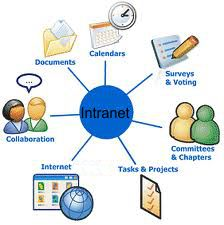 Calendars
Documents
Surveys
& Voting
Intranet
Collaboration
Committees
& Chapters
Internet
Tasks & Projects